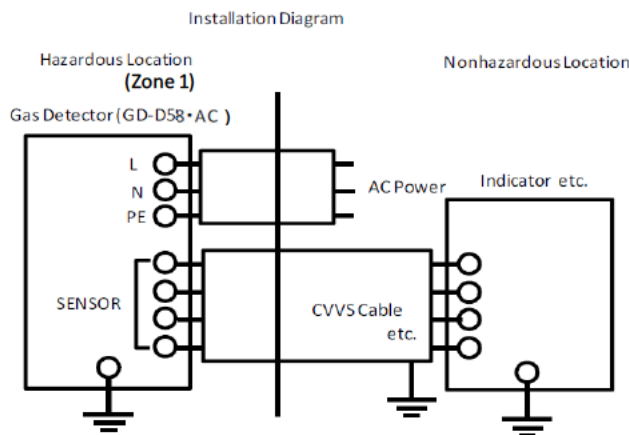 Installation Diagram
Hazardous Location
(Zone 1)
Nonhazardous Location
Gas Detector (GD-D58・AC )
L
N
PE
AC Power
Indicator etc.
SENSOR
CVVS Cable
etc.